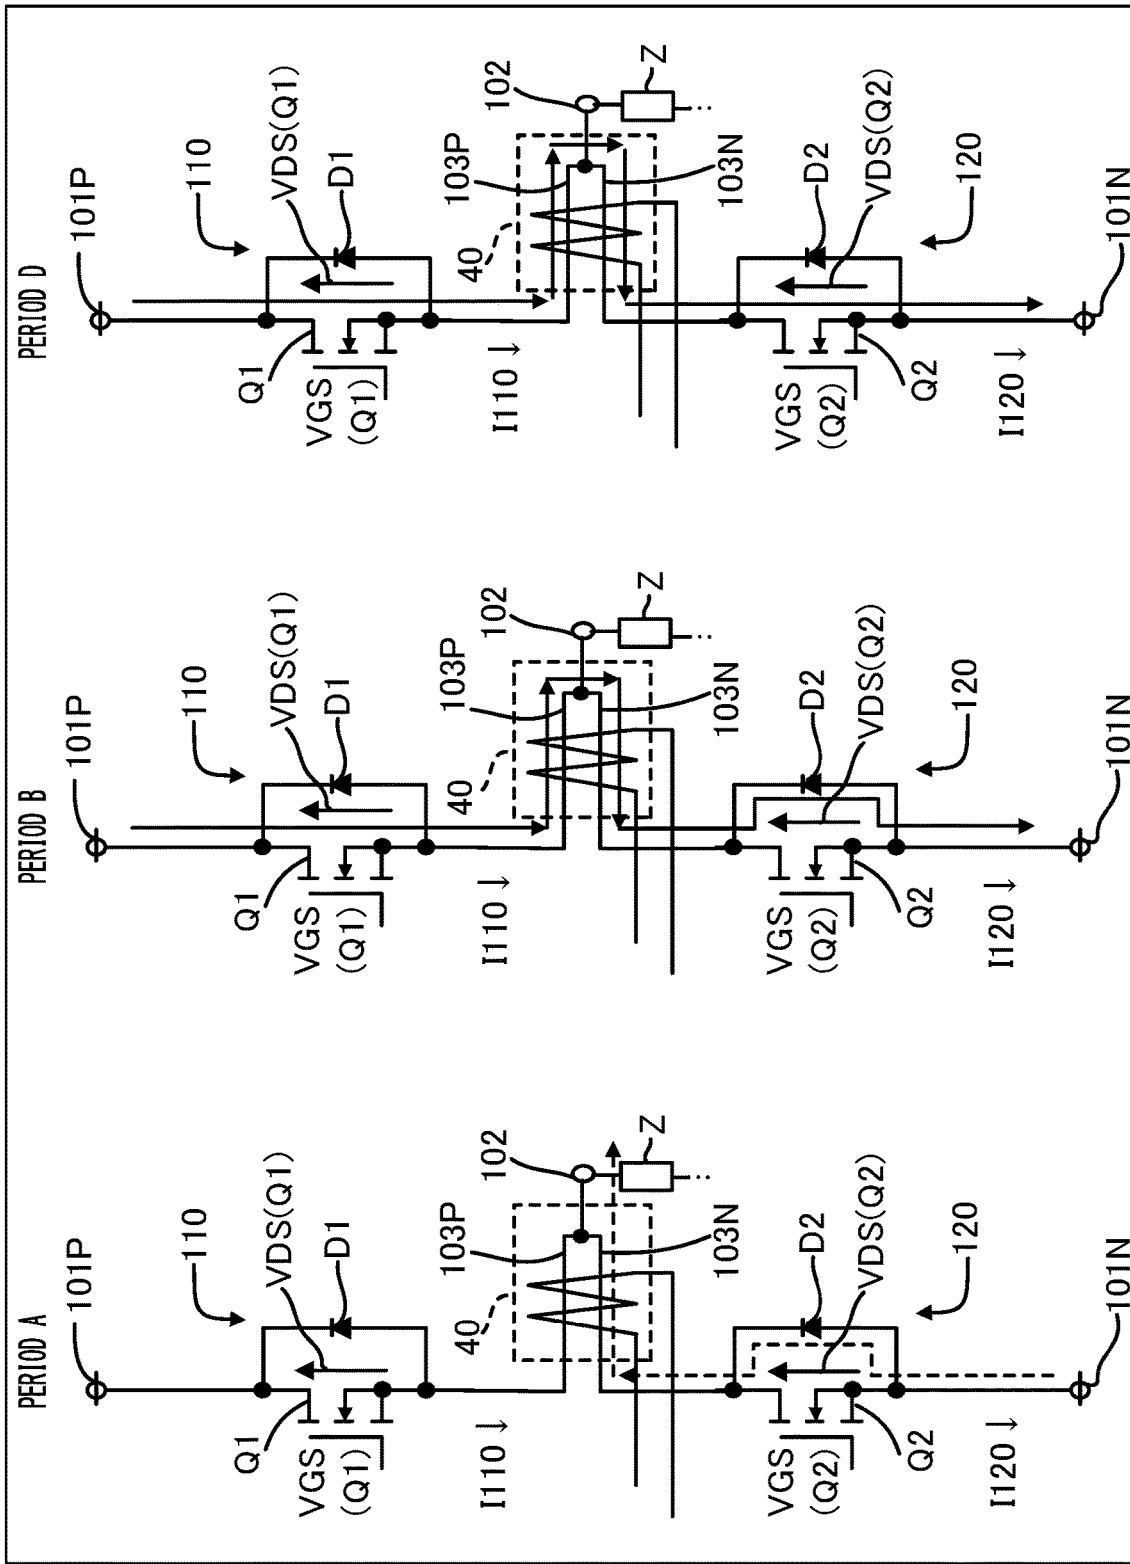 PERIOD A
101P
110
VDS(Q1)
D1
Q1
VGS
(Q1)
I110↓
40
103P
102
Z
103N
D2
VDS(Q2)
120
VGS
(Q2)
Q2
I120↓
101N
PERIOD B
101P
110
VDS(Q1)
D1
Q1
VGS
(Q1)
I110↓
40
103P
102
Z
103N
D2
VDS(Q2)
120
VGS
(Q2)
Q2
I120↓
101N
PERIOD D
101P
110
VDS(Q1)
D1
Q1
VGS
(Q1)
I110↓
40
103P
102
Z
103N
D2
VDS(Q2)
120
VGS
(Q2)
Q2
I120↓
101N